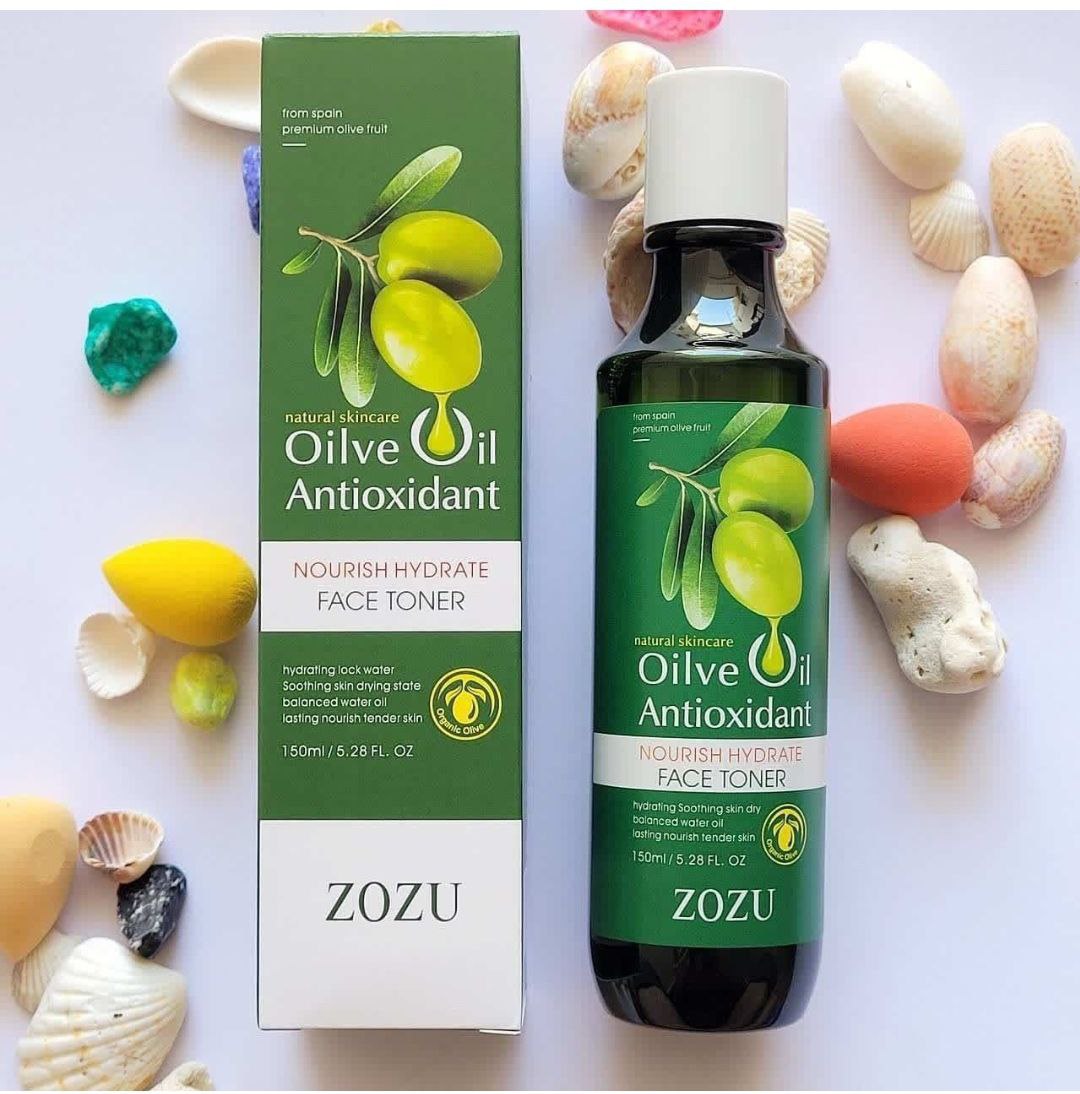 from spain
premium olive fruit
natural skincare
Oilve Oil
Antioxidant
NOURISH HYDRATE
FACE TONER
hydrating lock water
Soothing skin drying state
balanced water oil
lasting nourish tender skin
Organic Olive
150ml / 5.28 FL. OZ
ZOZU
from spain
premium olive fruit
natural skincare
Oilve Oil
Antioxidant
NOURISH HYDRATE
FACE TONER
hydrating Soothing skin dry
balanced water oil
lasting nourish tender skin
Organic Olive
150ml / 5.28 FL. OZ
ZOZU